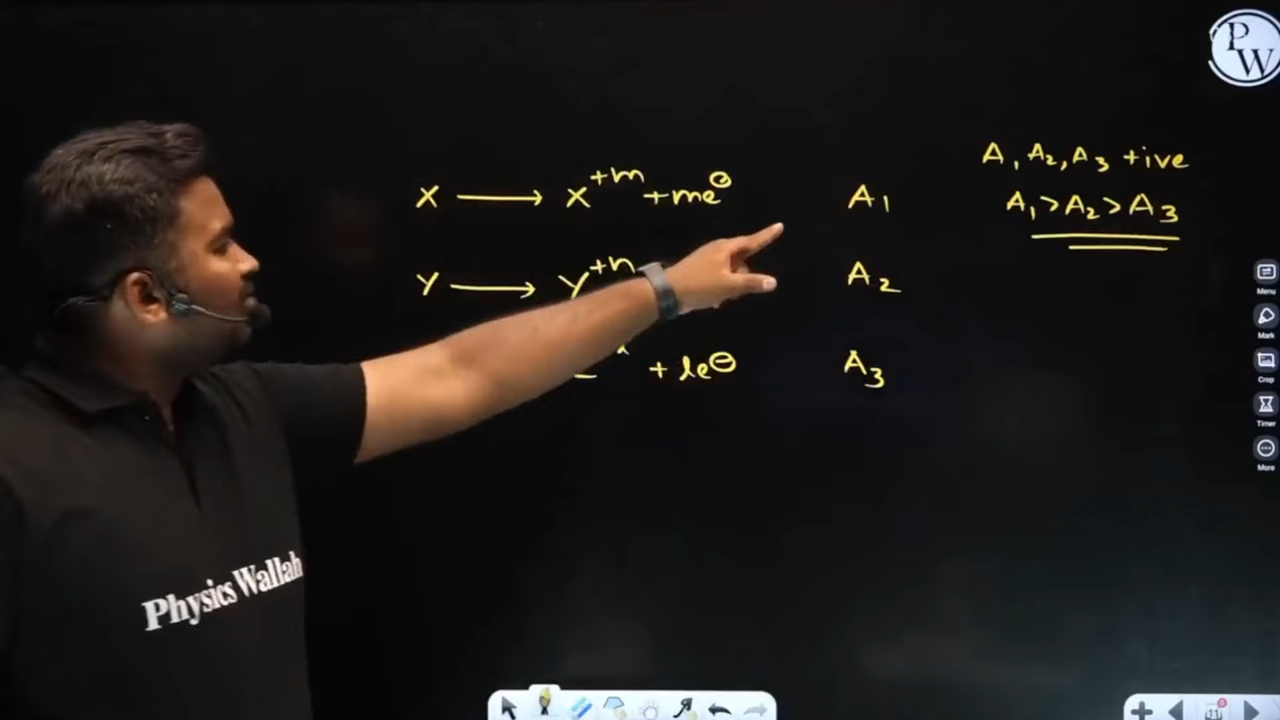 P
W
A₁ A₂, A₃ +ive
X → X⁺ᵐ + me⊖ A₁
A₁ > A₂ > A₃
Y → Y⁺ⁿ A₂
+ le⊖ A₃
Menu
Mark
Crop
Timer
More
Physics Wallah
11